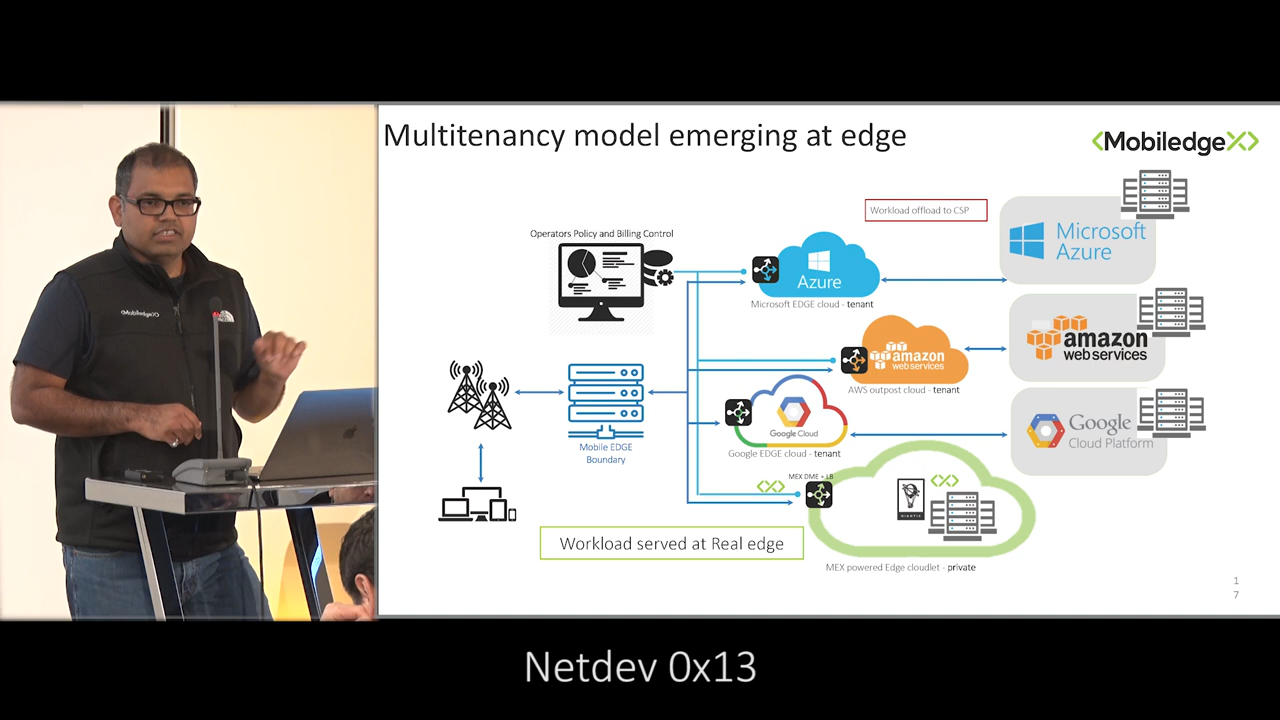 Multitenancy model emerging at edge
<MobiledgeX>
Workload offload to CSP
Operators Policy and Billing Control
Microsoft
Azure
Azure
Microsoft EDGE cloud - tenant
MobiledgeX
amazon
web services
amazon
web services
AWS outpost cloud - tenant
Google
Cloud Platform
Google Cloud
Google EDGE cloud - tenant
Mobile EDGE
Boundary
MEX DME + LB
NIANTIC
Workload served at Real edge
MEX powered Edge cloudlet - private
1
7
Netdev 0x13